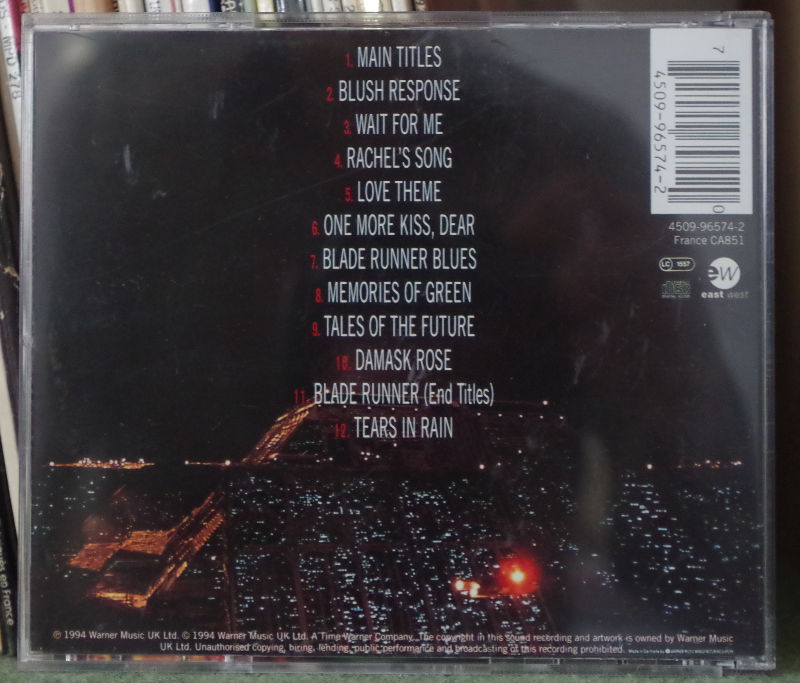 1. MAIN TITLES
2. BLUSH RESPONSE
3. WAIT FOR ME
4. RACHEL'S SONG
5. LOVE THEME
6. ONE MORE KISS, DEAR
7. BLADE RUNNER BLUES
8. MEMORIES OF GREEN
9. TALES OF THE FUTURE
10. DAMASK ROSE
11. BLADE RUNNER (End Titles)
12. TEARS IN RAIN
7
4509-96574-2
0
4509-96574-2
France CA851
LC 1557
ew
east west
℗ 1994 Warner Music UK Ltd. © 1994 Warner Music UK Ltd. A Time Warner Company. The copyright in this sound recording and artwork is owned by Warner Music
UK Ltd. Unauthorised copying, hiring, lending, public performance and broadcasting of this recording prohibited.
en France